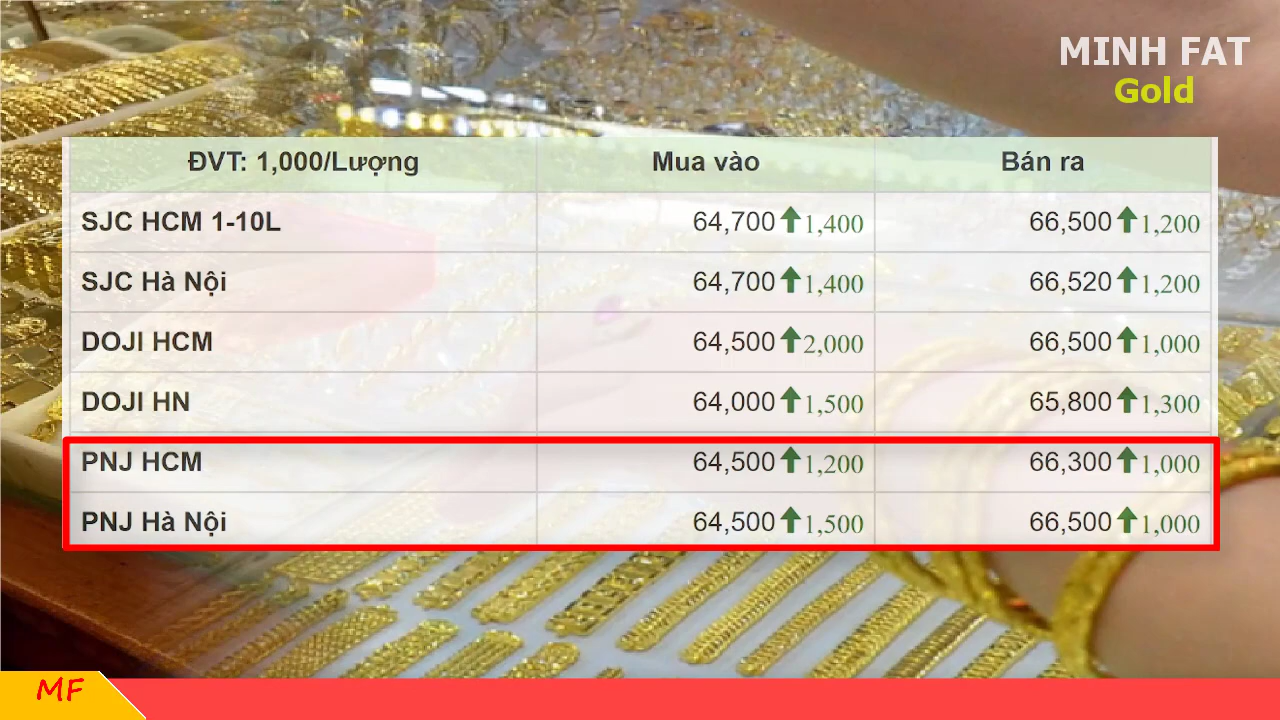 MINH FAT
Gold
ĐVT: 1,000/Lượng Mua vào Bán ra
SJC HCM 1-10L 64,700 ⬆1,400 66,500 ⬆1,200
SJC Hà Nội 64,700 ⬆1,400 66,520 ⬆1,200
DOJI HCM 64,500 ⬆2,000 66,500 ⬆1,000
DOJI HN 64,000 ⬆1,500 65,800 ⬆1,300
PNJ HCM 64,500 ⬆1,200 66,300 ⬆1,000
PNJ Hà Nội 64,500 ⬆1,500 66,500 ⬆1,000
MF